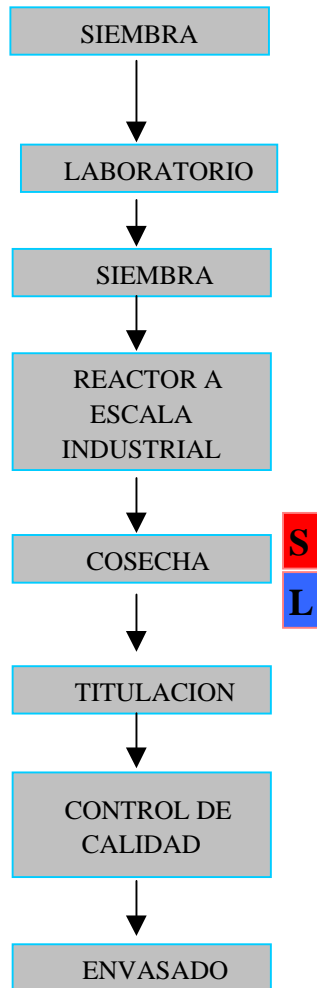 SIEMBRA
LABORATORIO
SIEMBRA
REACTOR A
ESCALA
INDUSTRIAL
COSECHA
S
L
TITULACION
CONTROL DE
CALIDAD
ENVASADO